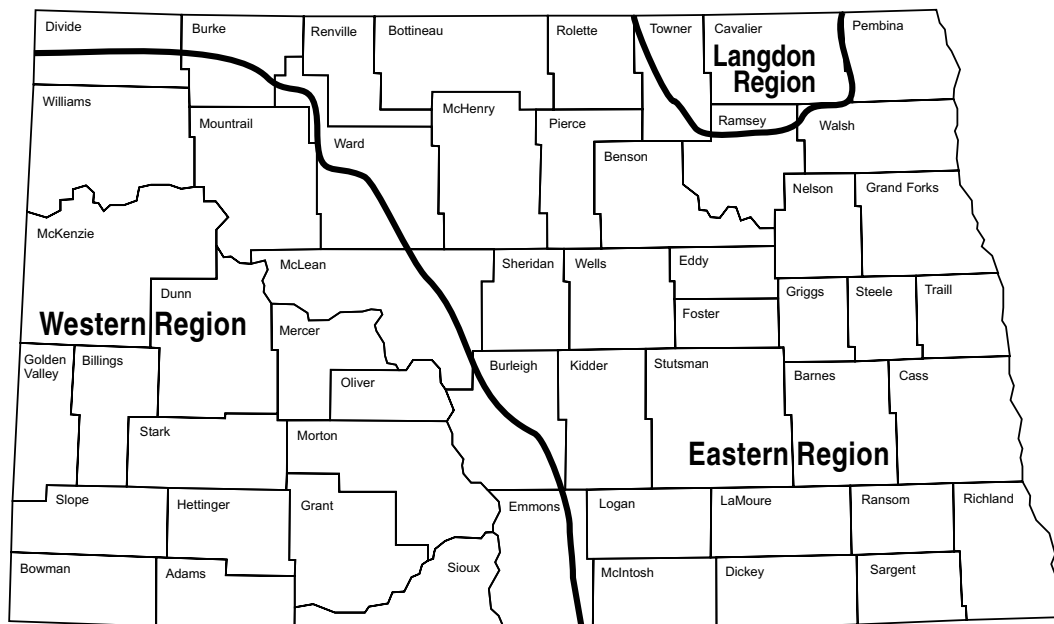 Divide
Burke
Renville
Bottineau
Rolette
Towner
Cavalier
Pembina
Langdon
Region
Williams
Mountrail
Ward
McHenry
Pierce
Benson
Ramsey
Walsh
Nelson
Grand Forks
McKenzie
McLean
Sheridan
Wells
Eddy
Dunn
Foster
Griggs
Steele
Traill
Western Region
Mercer
Golden
Valley
Billings
Oliver
Burleigh
Kidder
Stutsman
Barnes
Cass
Stark
Morton
Eastern Region
Slope
Hettinger
Grant
Emmons
Logan
LaMoure
Ransom
Richland
Bowman
Adams
Sioux
McIntosh
Dickey
Sargent